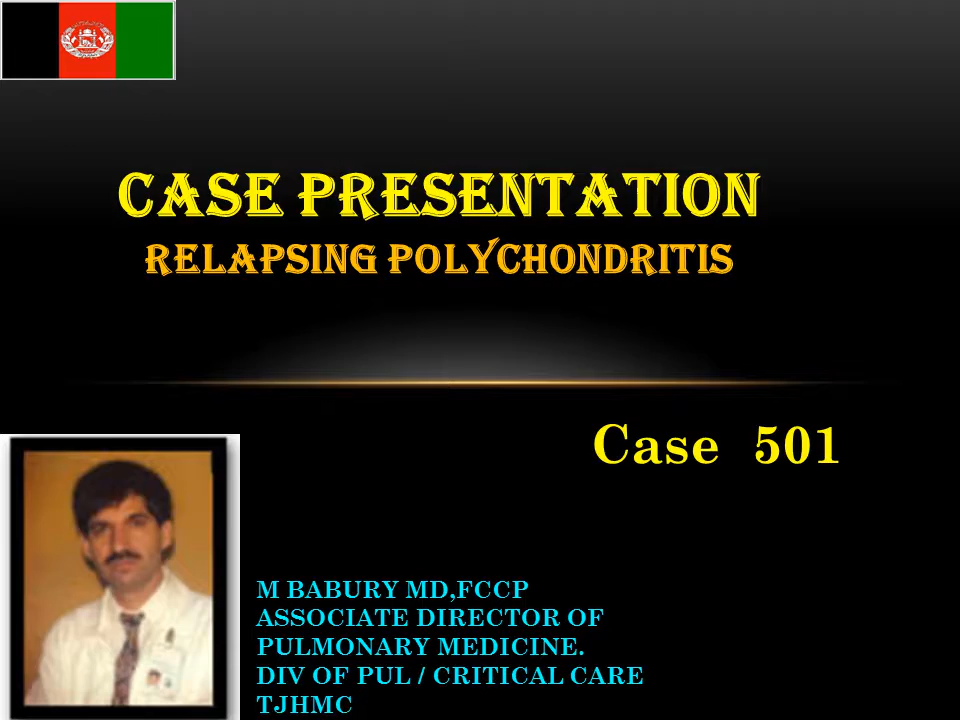 CASE PRESENTATION
RELAPSING POLYCHONDRITIS
Case 501
M BABURY MD,FCCP
ASSOCIATE DIRECTOR OF
PULMONARY MEDICINE.
DIV OF PUL / CRITICAL CARE
TJHMC